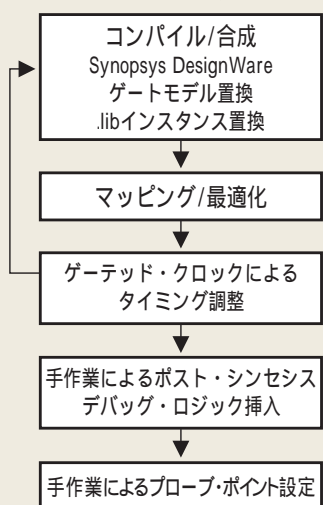 コンパイル/合成
Synopsys DesignWare
ゲートモデル置換
.libインスタンス置換
マッピング/最適化
ゲーテッド・クロックによる
タイミング調整
手作業によるポスト・シンセシス
デバッグ・ロジック挿入
手作業によるプローブ・ポイント設定